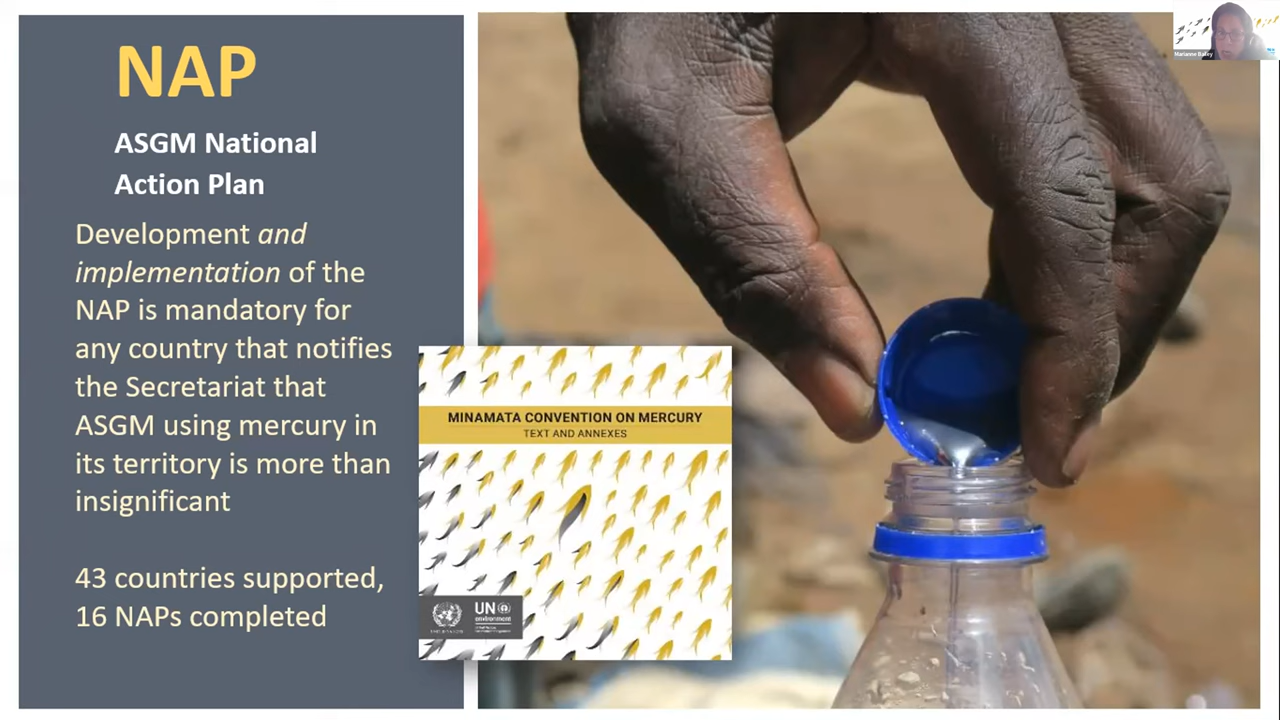 NAP
ASGM National
Action Plan
Development and
implementation of the
NAP is mandatory for
any country that notifies
the Secretariat that
ASGM using mercury in
its territory is more than
insignificant
43 countries supported,
16 NAPs completed
MINAMATA CONVENTION ON MERCURY
TEXT AND ANNEXES
UN
environment
Marianne Bailey